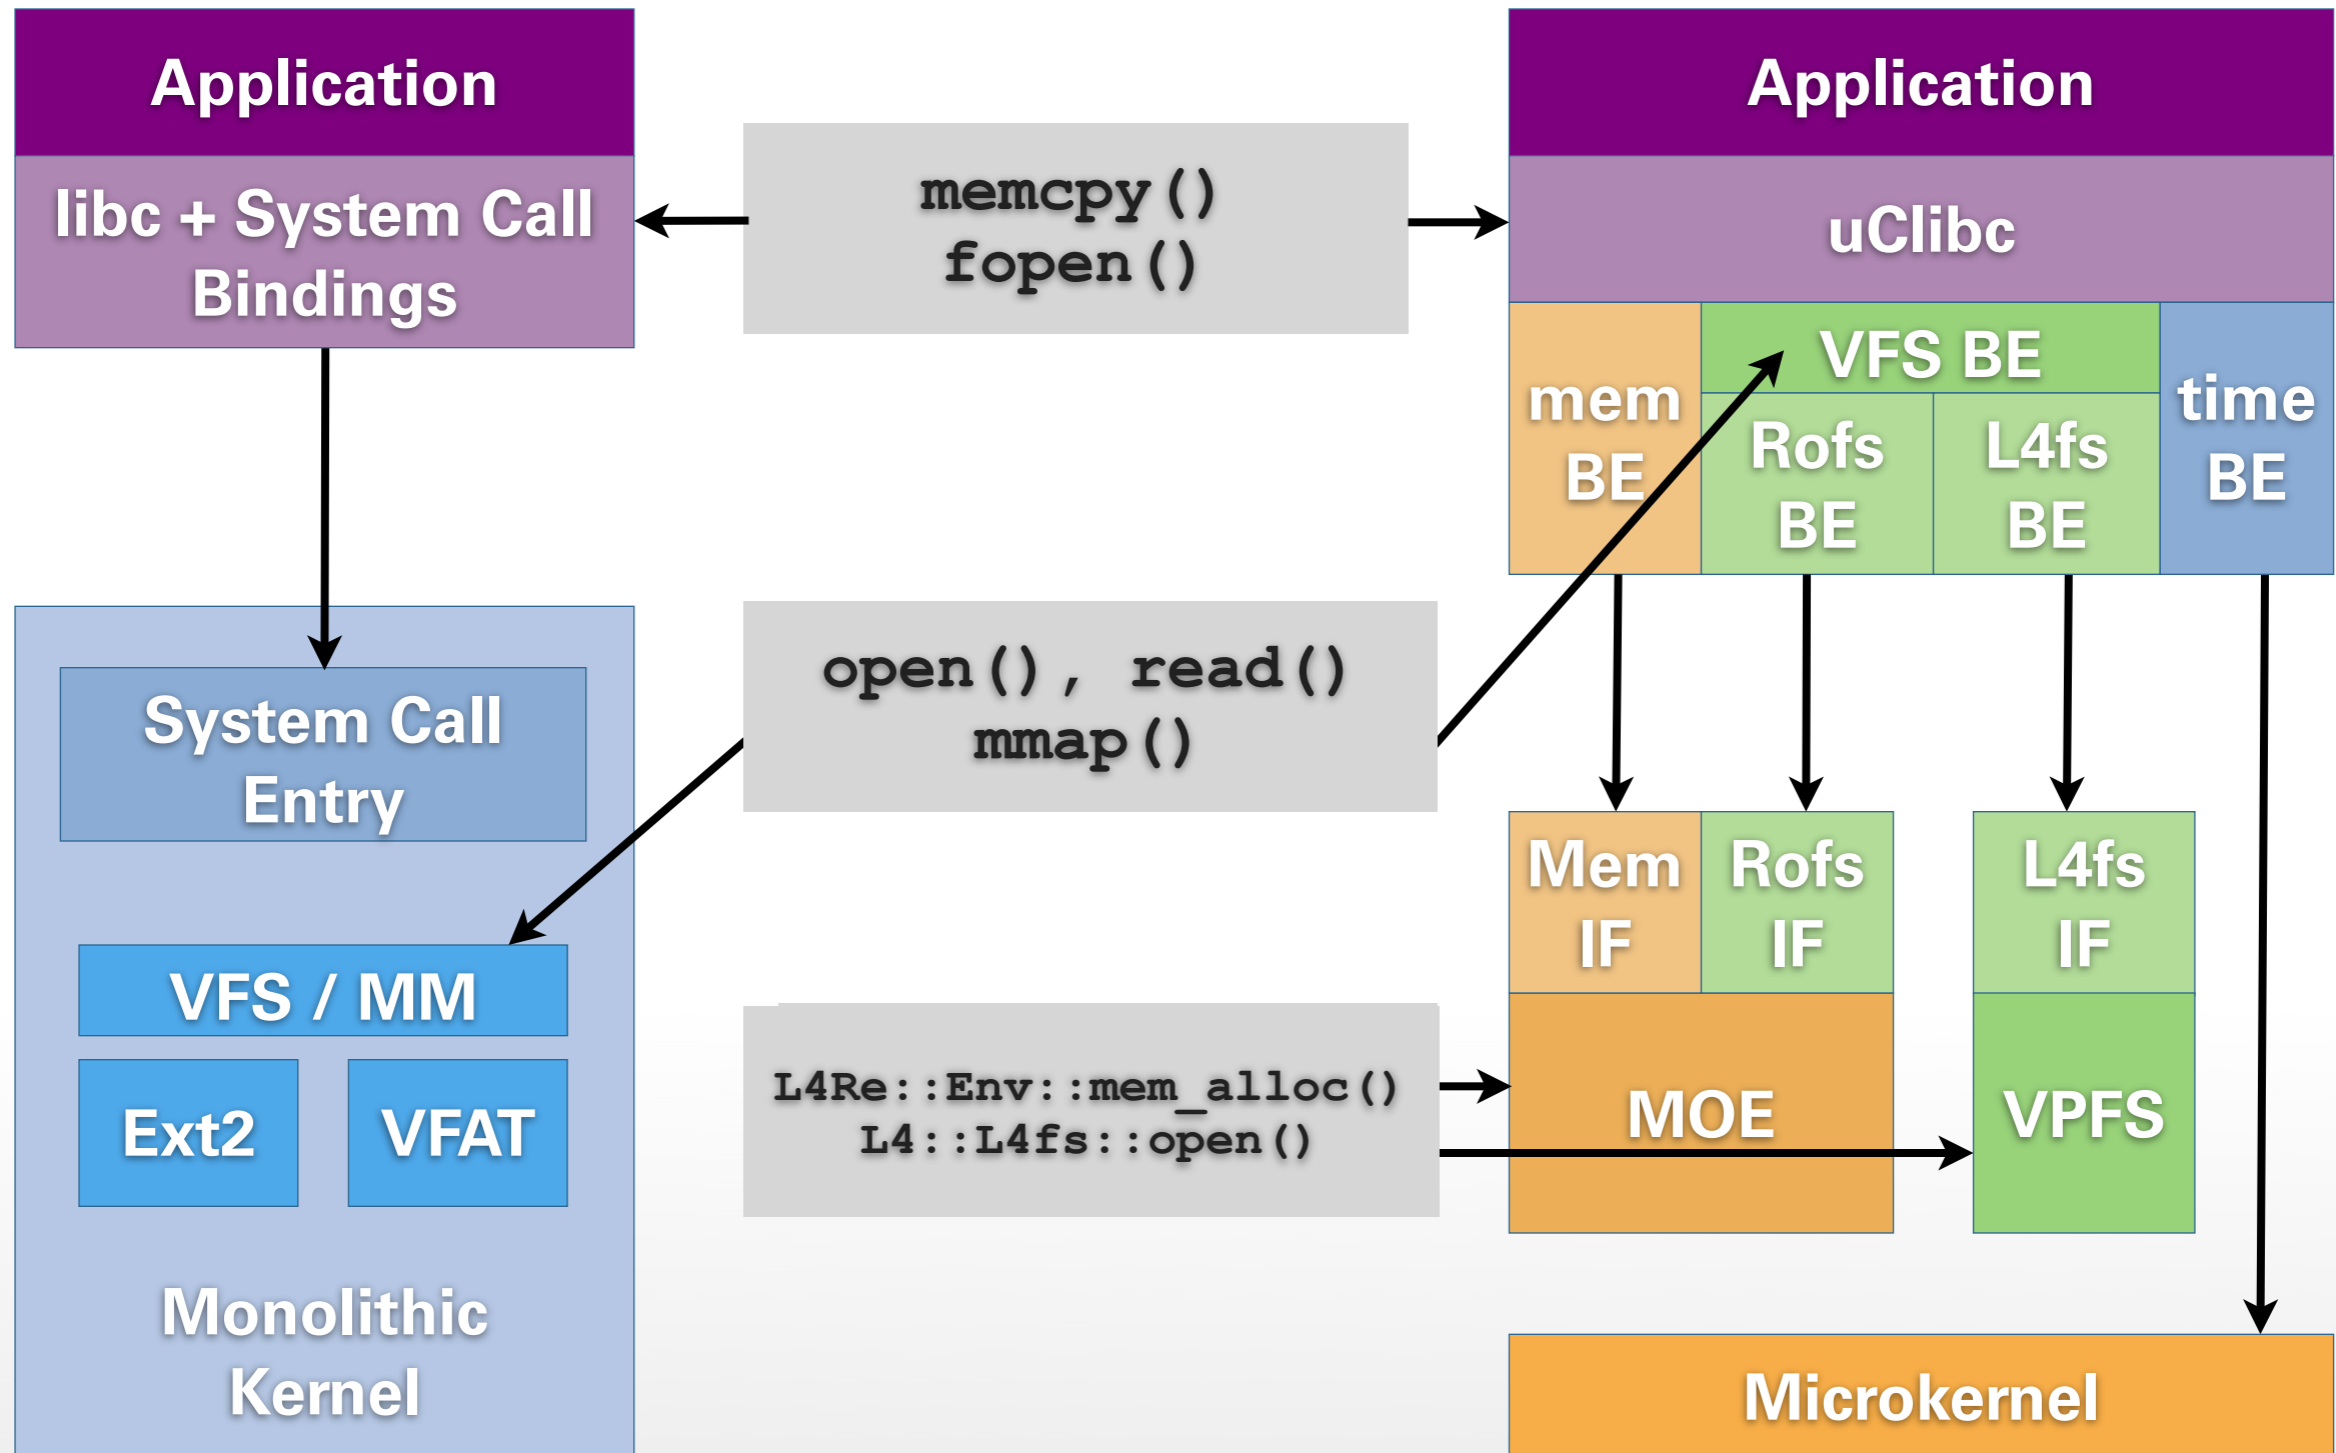 Application
libc + System Call
Bindings
System Call
Entry
VFS / MM
Ext2
VFAT
Monolithic
Kernel
memcpy()
fopen()
open(), read()
mmap()
L4Re::Env::mem_alloc()
L4::L4fs::open()
Application
uClibc
mem
BE
VFS BE
Rofs
BE
L4fs
BE
time
BE
Mem
IF
Rofs
IF
L4fs
IF
MOE
VPFS
Microkernel